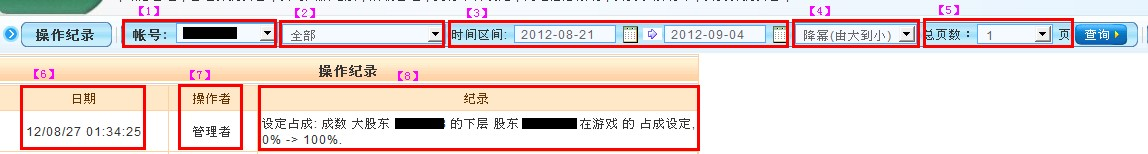 【1】 【2】 【3】 【4】 【5】
操作纪录 帐号: 全部 时间区间: 2012-08-21 2012-09-04 降幂(由大到小) 总页数: 1 页 查询
操作纪录
【6】 【7】 【8】
日期 操作者 纪录
12/08/27 01:34:25 管理者 设定占成: 成数 大股东 的下层 股东 在游戏 的 占成设定,
0% -> 100%.